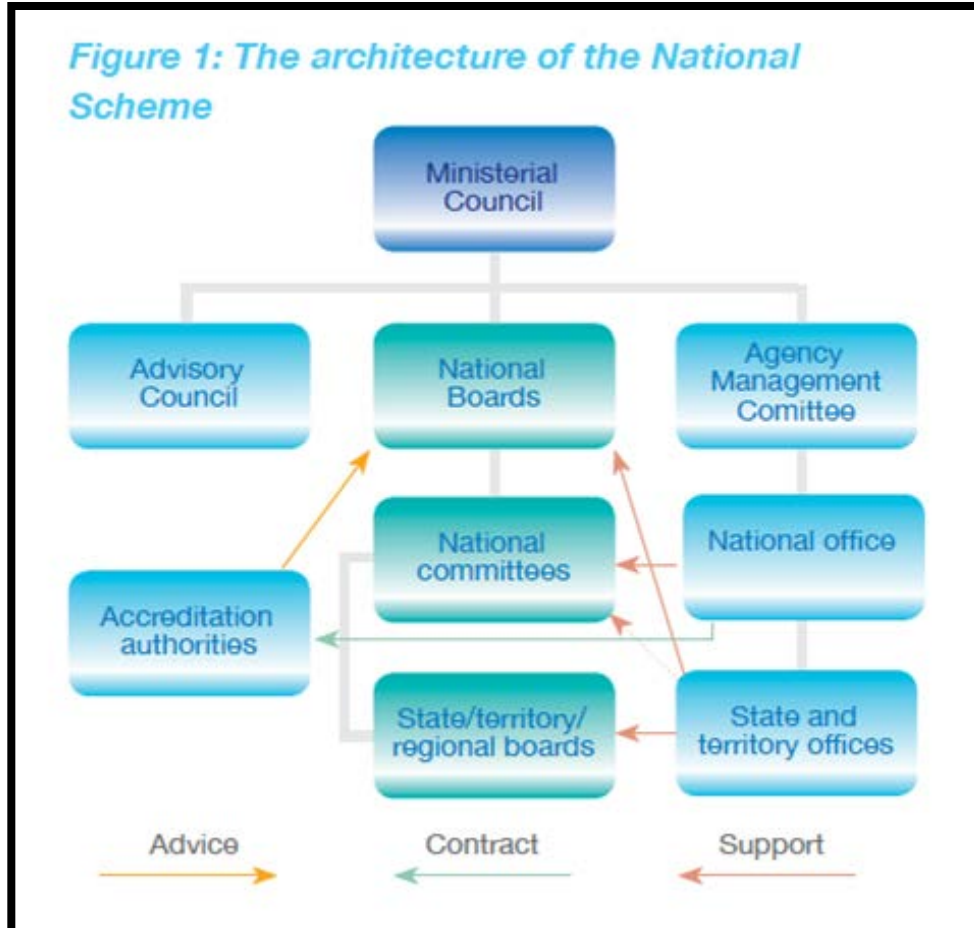 Figure 1: The architecture of the National
Scheme
Ministerial
Council
Advisory
Council
National
Boards
Agency
Management
Comittee
National
committees
National office
Accreditation
authorities
State/territory/
regional boards
State and
territory offices
Advice
Contract
Support